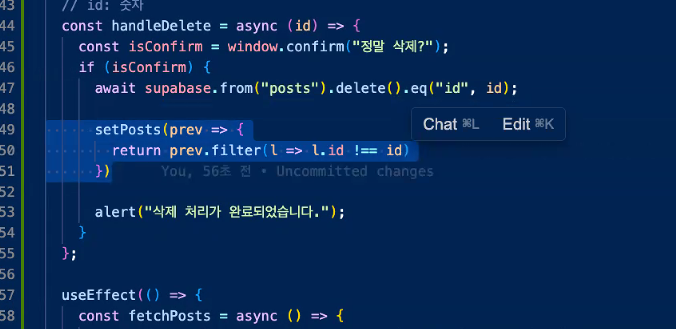 43 // id: 숫자
44 const handleDelete = async (id) => {
45 const isConfirm = window.confirm("정말 삭제?");
46 if (isConfirm) {
47 await supabase.from("posts").delete().eq("id", id);
48
49 setPosts(prev => {
Chat ⌘L Edit ⌘K
50 return prev.filter(l => l.id !== id)
51 }) You, 56초 전 • Uncommitted changes
52
53 alert("삭제 처리가 완료되었습니다.");
54 }
55 };
56
57 useEffect(() => {
58 const fetchPosts = async () => {